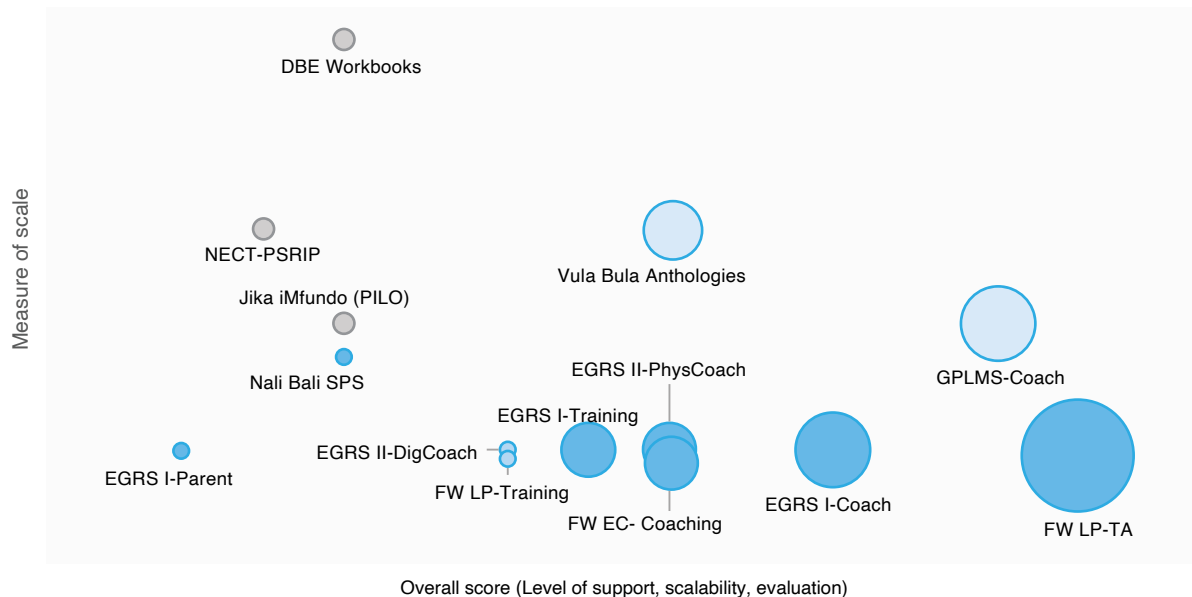 DBE Workbooks
Measure of scale
NECT-PSRIP
Vula Bula Anthologies
Jika iMfundo (PILO)
Nali Bali SPS
EGRS II-PhysCoach
GPLMS-Coach
EGRS I-Training
EGRS II-DigCoach
EGRS I-Parent
FW LP-Training
EGRS I-Coach
FW EC- Coaching
FW LP-TA
Overall score (Level of support, scalability, evaluation)